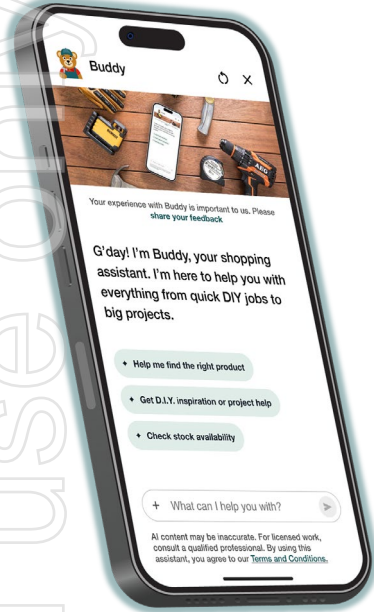 Buddy
AEG
Your experience with Buddy is important to us. Please
share your feedback
G'day! I'm Buddy, your shopping
assistant. I'm here to help you with
everything from quick DIY jobs to
big projects.
Help me find the right product
Get D.I.Y. inspiration or project help
Check stock availability
What can I help you with?
AI content may be inaccurate. For licensed work,
consult a qualified professional. By using this
assistant, you agree to our Terms and Conditions.
use only